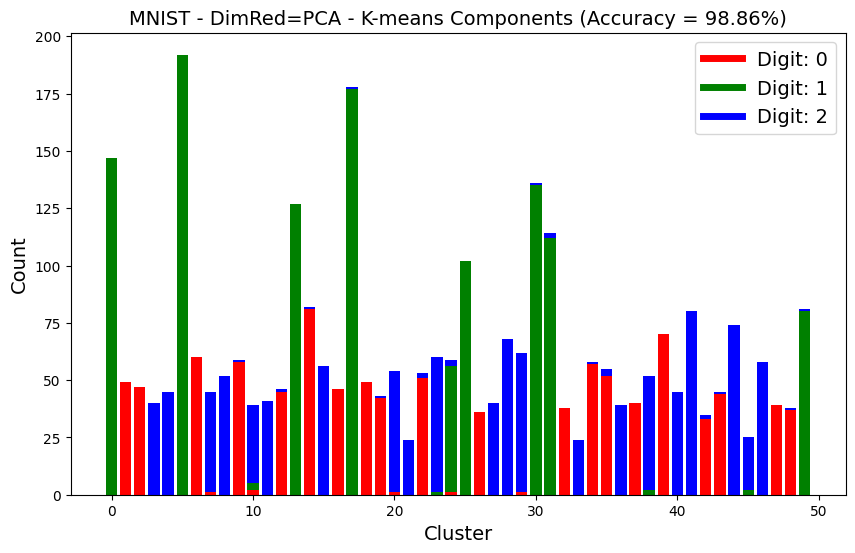 MNIST - DimRed=PCA - K-means Components (Accuracy = 98.86%)
Digit: 0
Digit: 1
Digit: 2
Count
200
175
150
125
100
75
50
25
0
0 10 20 30 40 50
Cluster